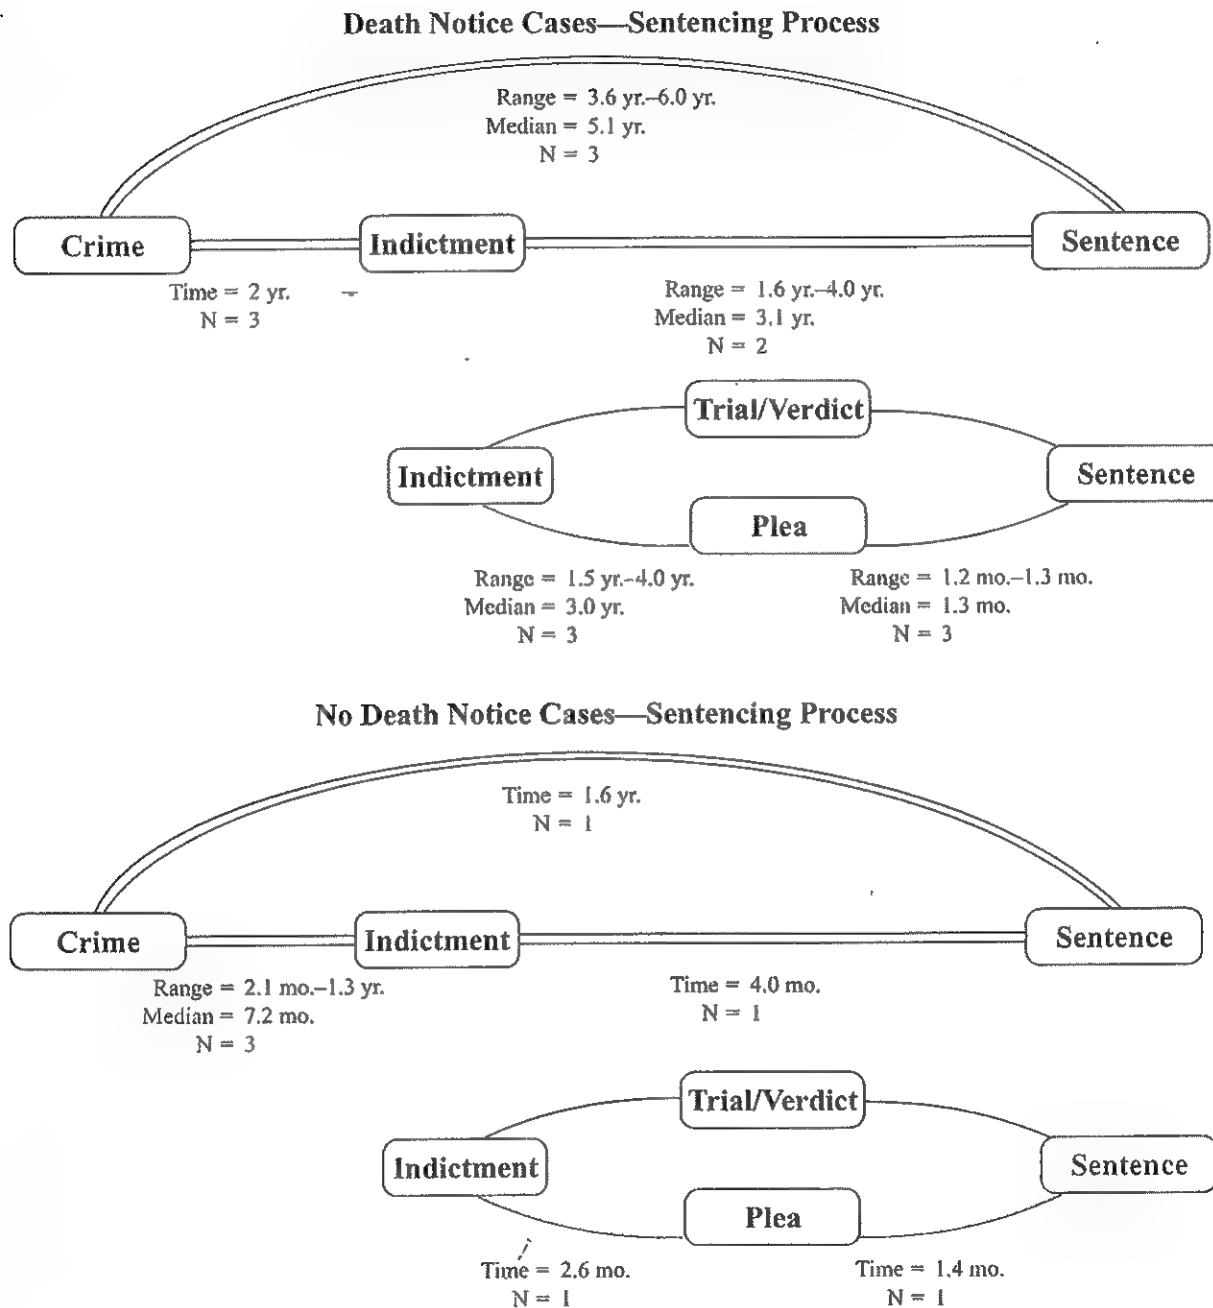 Death Notice Cases—Sentencing Process
Range = 3.6 yr.–6.0 yr.
Median = 5.1 yr.
N = 3
Crime
Indictment
Sentence
Time = 2 yr.
N = 3
Range = 1.6 yr.–4.0 yr.
Median = 3.1 yr.
N = 2
Trial/Verdict
Indictment
Sentence
Plea
Range = 1.5 yr.–4.0 yr.
Median = 3.0 yr.
N = 3
Range = 1.2 mo.–1.3 mo.
Median = 1.3 mo.
N = 3
No Death Notice Cases—Sentencing Process
Time = 1.6 yr.
N = 1
Crime
Indictment
Sentence
Range = 2.1 mo.–1.3 yr.
Median = 7.2 mo.
N = 3
Time = 4.0 mo.
N = 1
Trial/Verdict
Indictment
Sentence
Plea
Time = 2.6 mo.
N = 1
Time = 1.4 mo.
N = 1